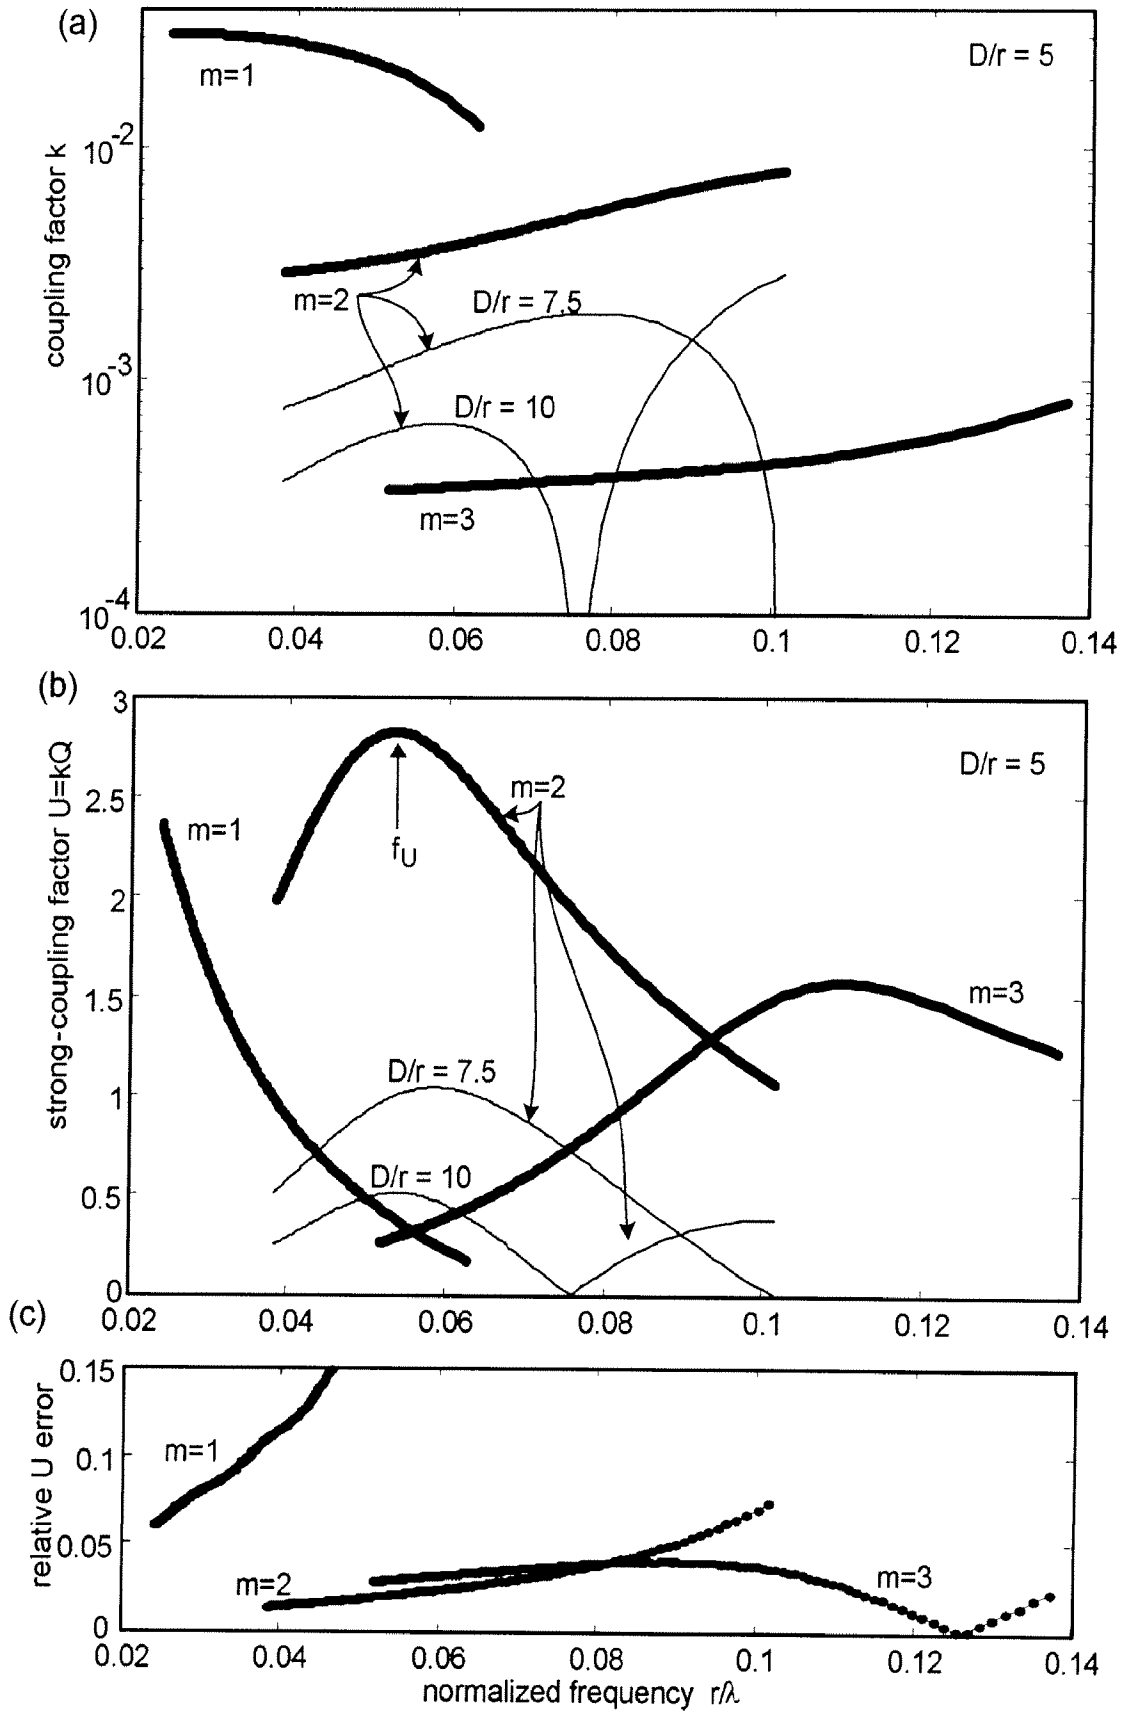 (a)
D/r = 5
m=1
10-2
coupling factor k
m=2
D/r = 7.5
10-3
D/r = 10
m=3
10-4
0.02 0.04 0.06 0.08 0.1 0.12 0.14
(b)
3
D/r = 5
m=2
2.5
m=1
fU
strong-coupling factor U=kQ
2
1.5
m=3
D/r = 7.5
1
D/r = 10
0.5
0
0.02 0.04 0.06 0.08 0.1 0.12 0.14
(c)
0.15
relative U error
m=1
0.1
0.05
m=2
m=3
0
0.02 0.04 0.06 0.08 0.1 0.12 0.14
normalized frequency r/λ